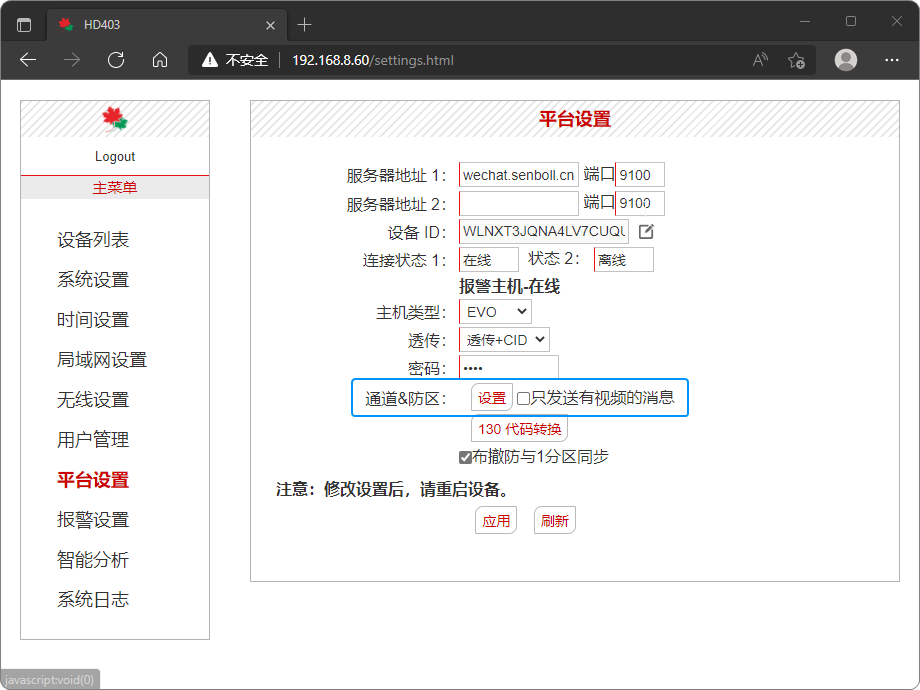 HD403
不安全
192.168.8.60/settings.html
Logout
主菜单
设备列表
系统设置
时间设置
局域网设置
无线设置
用户管理
平台设置
报警设置
智能分析
系统日志
平台设置
服务器地址 1： wechat.senboll.cn 端口 9100
服务器地址 2： 端口 9100
设备 ID： WLNXT3JQNA4LV7CUQU
连接状态 1： 在线 状态 2： 离线
报警主机-在线
主机类型： EVO
透传： 透传+CID
密码： ••••
通道&防区： 设置 只发送有视频的消息
130 代码转换
布撤防与1分区同步
注意：修改设置后，请重启设备。
应用 刷新
javascript:void(0)